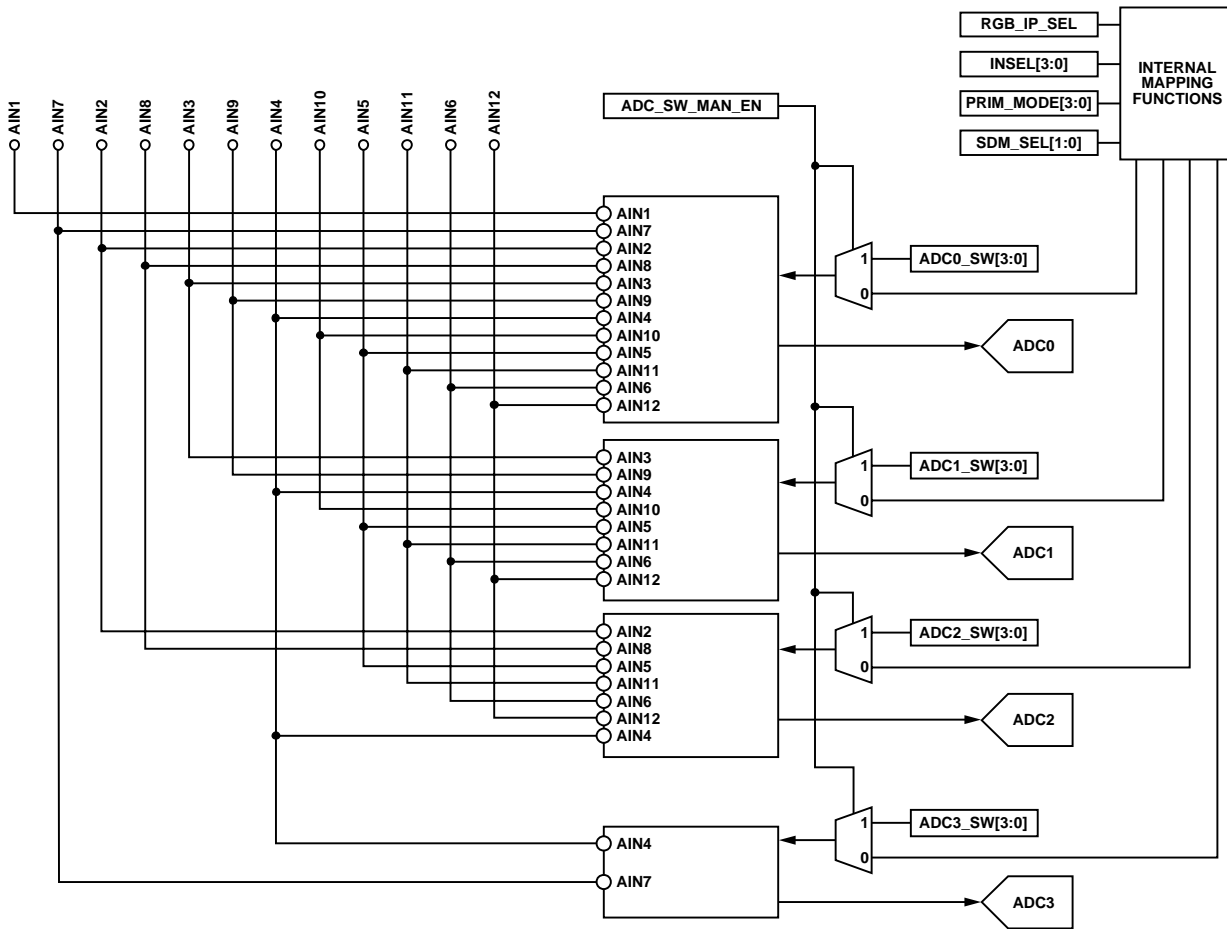 RGB_IP_SEL
INSEL[3:0]
PRIM_MODE[3:0]
SDM_SEL[1:0]
INTERNAL
MAPPING
FUNCTIONS
AIN1
AIN7
AIN2
AIN8
AIN3
AIN9
AIN4
AIN10
AIN5
AIN11
AIN6
AIN12
ADC_SW_MAN_EN
AIN1
AIN7
AIN2
AIN8
AIN3
AIN9
AIN4
AIN10
AIN5
AIN11
AIN6
AIN12
1
0
ADC0_SW[3:0]
ADC0
AIN3
AIN9
AIN4
AIN10
AIN5
AIN11
AIN6
AIN12
1
0
ADC1_SW[3:0]
ADC1
AIN2
AIN8
AIN5
AIN11
AIN6
AIN12
AIN4
1
0
ADC2_SW[3:0]
ADC2
AIN4
AIN7
1
0
ADC3_SW[3:0]
ADC3